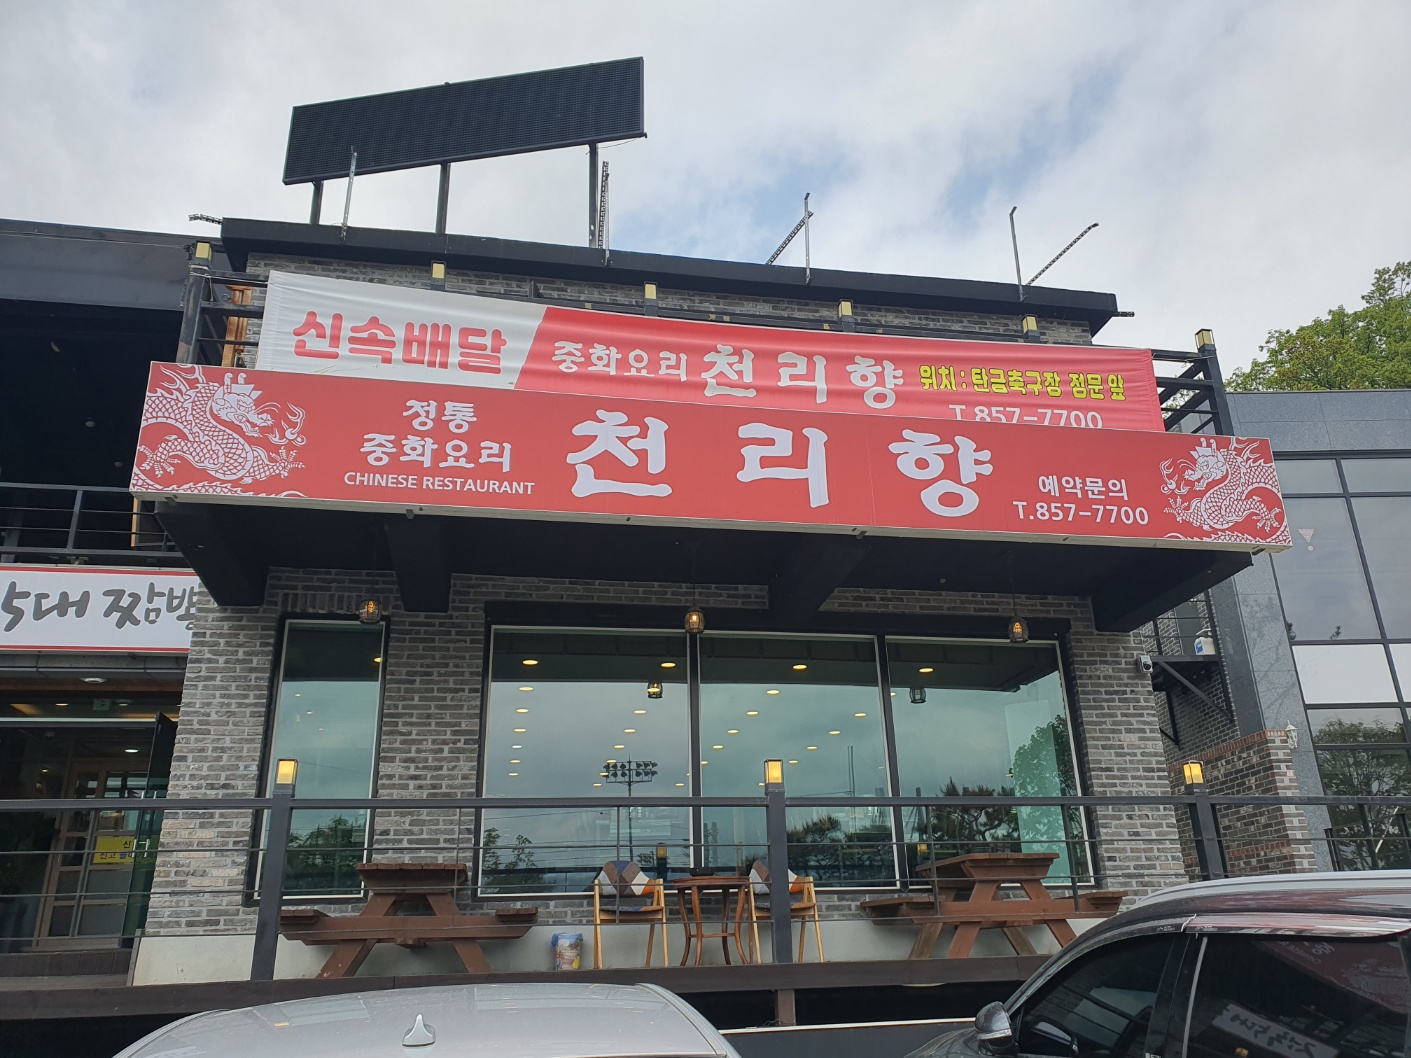 신속배달
중화요리 천리향
위치 : 탄금축구장 정문 앞
T.857-7700
정통
중화요리
CHINESE RESTAURANT
천리향
예약문의
T.857-7700
5대 짬뽕